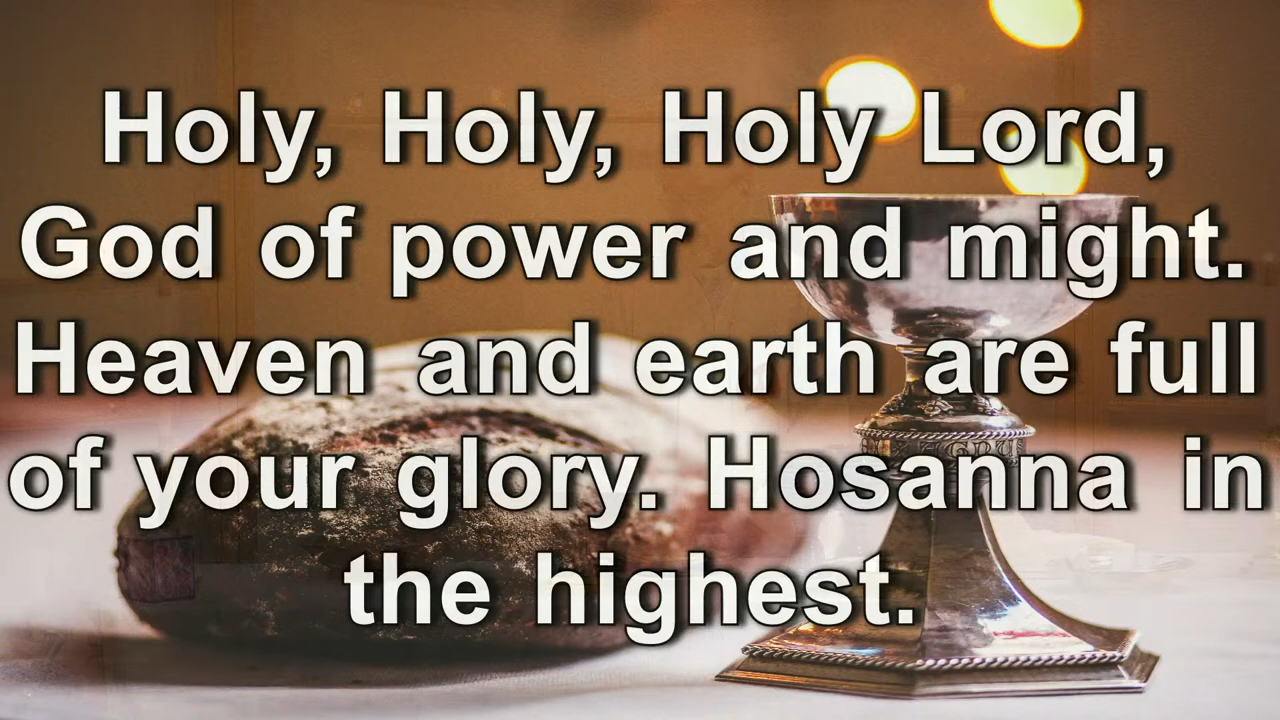 Holy, Holy, Holy Lord,
God of power and might.
Heaven and earth are full
of your glory. Hosanna in
the highest.